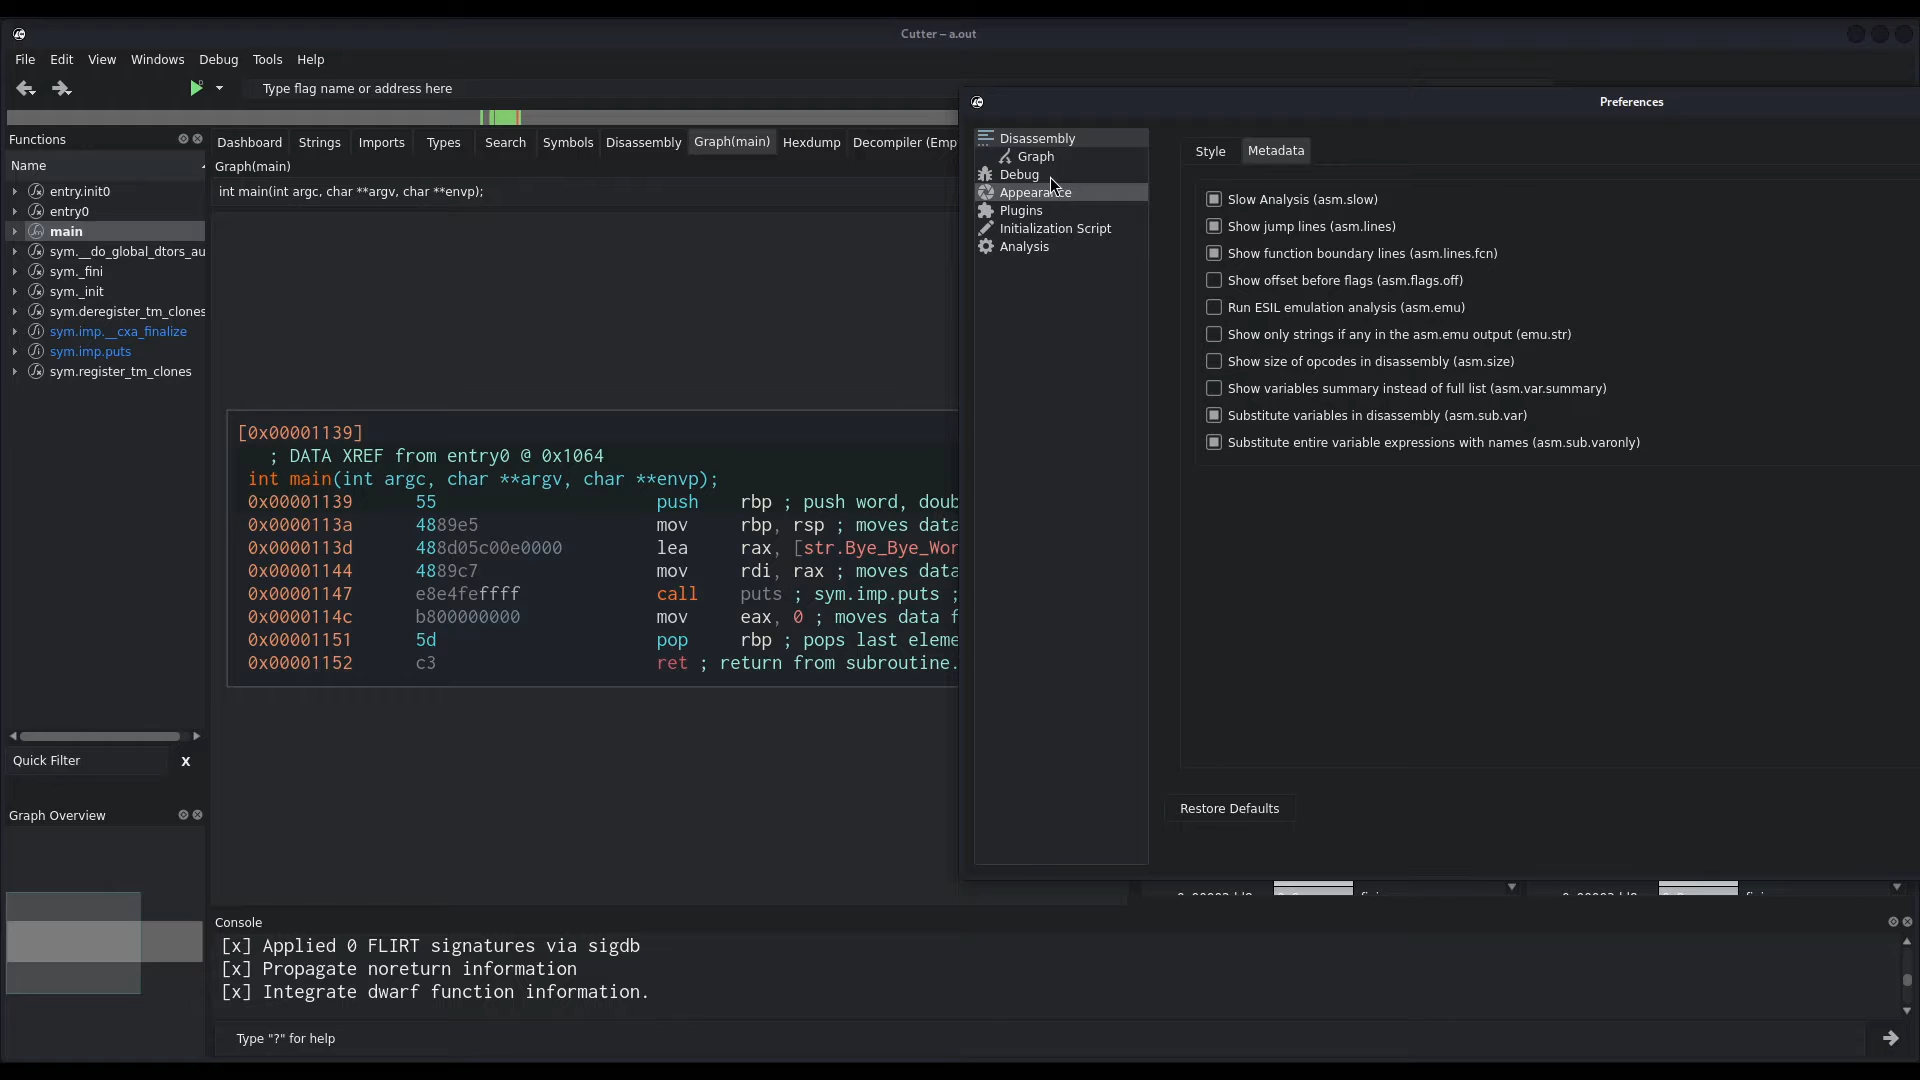 Cutter – a.out
File Edit View Windows Debug Tools Help
Type flag name or address here
Preferences
Functions
Name
entry.init0
entry0
main
sym.__do_global_dtors_au
sym._fini
sym._init
sym.deregister_tm_clones
sym.imp.__cxa_finalize
sym.imp.puts
sym.register_tm_clones
Quick Filter X
Graph Overview
Dashboard Strings Imports Types Search Symbols Disassembly Graph(main) Hexdump Decompiler (Emp
Graph(main)
int main(int argc, char **argv, char **envp);
[0x00001139]
; DATA XREF from entry0 @ 0x1064
int main(int argc, char **argv, char **envp);
0x00001139 55 push rbp ; push word, doub
0x0000113a 4889e5 mov rbp, rsp ; moves data
0x0000113d 488d05c00e0000 lea rax, [str.Bye_Bye_Wor
0x00001144 4889c7 mov rdi, rax ; moves data
0x00001147 e8e4feffff call puts ; sym.imp.puts ;
0x0000114c b800000000 mov eax, 0 ; moves data f
0x00001151 5d pop rbp ; pops last eleme
0x00001152 c3 ret ; return from subroutine.
Disassembly
Graph
Debug
Appearance
Plugins
Initialization Script
Analysis
Style Metadata
Slow Analysis (asm.slow)
Show jump lines (asm.lines)
Show function boundary lines (asm.lines.fcn)
Show offset before flags (asm.flags.off)
Run ESIL emulation analysis (asm.emu)
Show only strings if any in the asm.emu output (emu.str)
Show size of opcodes in disassembly (asm.size)
Show variables summary instead of full list (asm.var.summary)
Substitute variables in disassembly (asm.sub.var)
Substitute entire variable expressions with names (asm.sub.varonly)
Restore Defaults
Console
[x] Applied 0 FLIRT signatures via sigdb
[x] Propagate noreturn information
[x] Integrate dwarf function information.
Type "?" for help